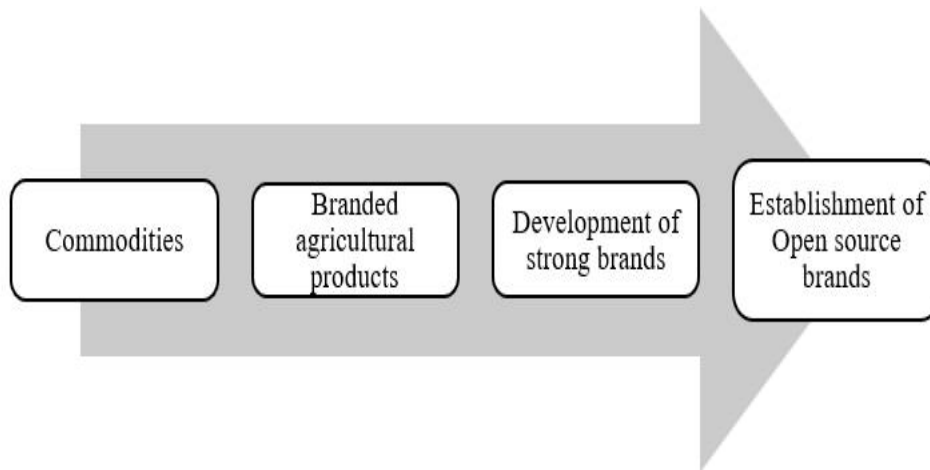 Commodities
Branded
agricultural
products
Development of
strong brands
Establishment of
Open source
brands